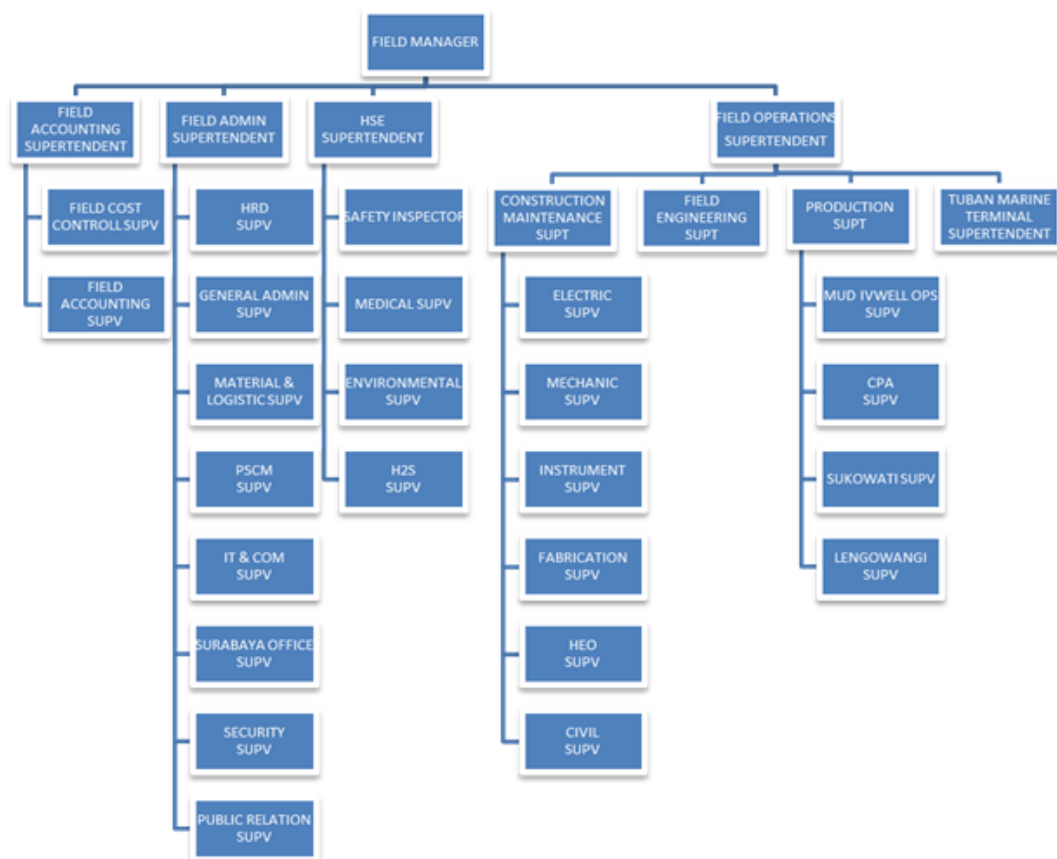 FIELD MANAGER
FIELD
ACCOUNTING
SUPERTENDENT
FIELD ADMIN
SUPERTENDENT
HSE
SUPERTENDENT
FIELD OPERATIONS
SUPERTENDENT
FIELD COST
CONTROLL SUPV
FIELD
ACCOUNTING
SUPV
HRD
SUPV
GENERAL ADMIN
SUPV
MATERIAL &
LOGISTIC SUPV
PSCM
SUPV
IT & COM
SUPV
SURABAYA OFFICE
SUPV
SECURITY
SUPV
PUBLIC RELATION
SUPV
SAFETY INSPECTOR
MEDICAL SUPV
ENVIRONMENTAL
SUPV
H2S
SUPV
CONSTRUCTION
MAINTENANCE
SUPT
FIELD
ENGINEERING
SUPT
PRODUCTION
SUPT
TUBAN MARINE
TERMINAL
SUPERTENDENT
ELECTRIC
SUPV
MECHANIC
SUPV
INSTRUMENT
SUPV
FABRICATION
SUPV
HEO
SUPV
CIVIL
SUPV
MUD IVWELL OPS
SUPV
CPA
SUPV
SUKOWATI SUPV
LENGOWANGI
SUPV